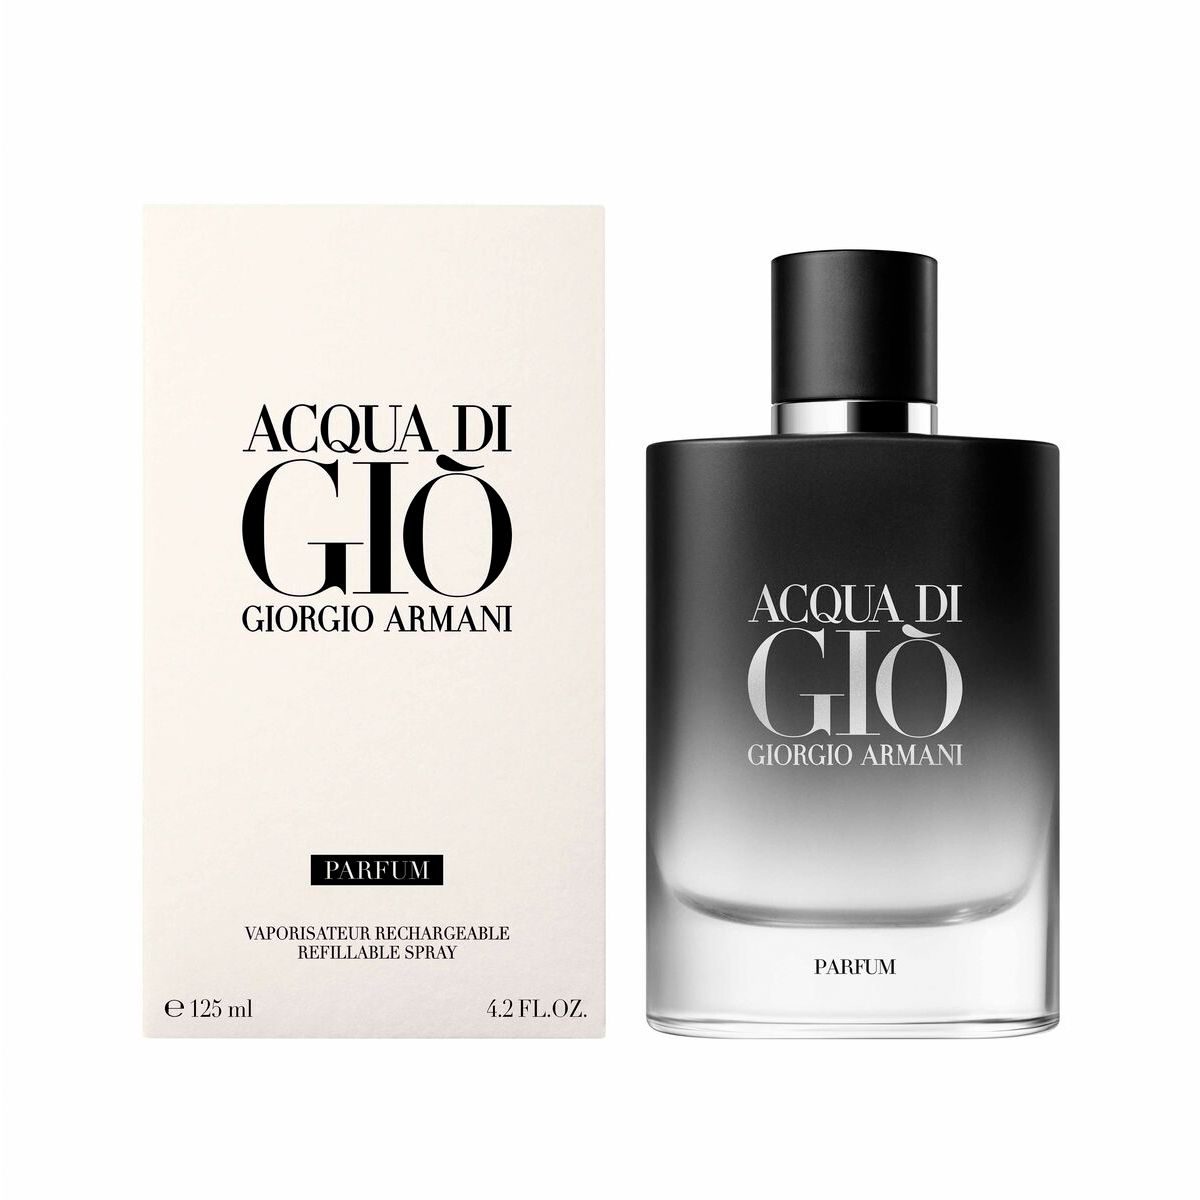 ACQUA DI
GIÒ
GIORGIO ARMANI
PARFUM
VAPORISATEUR RECHARGEABLE
REFILLABLE SPRAY
℮ 125 ml 4.2 FL.OZ.
ACQUA DI
GIÒ
GIORGIO ARMANI
PARFUM